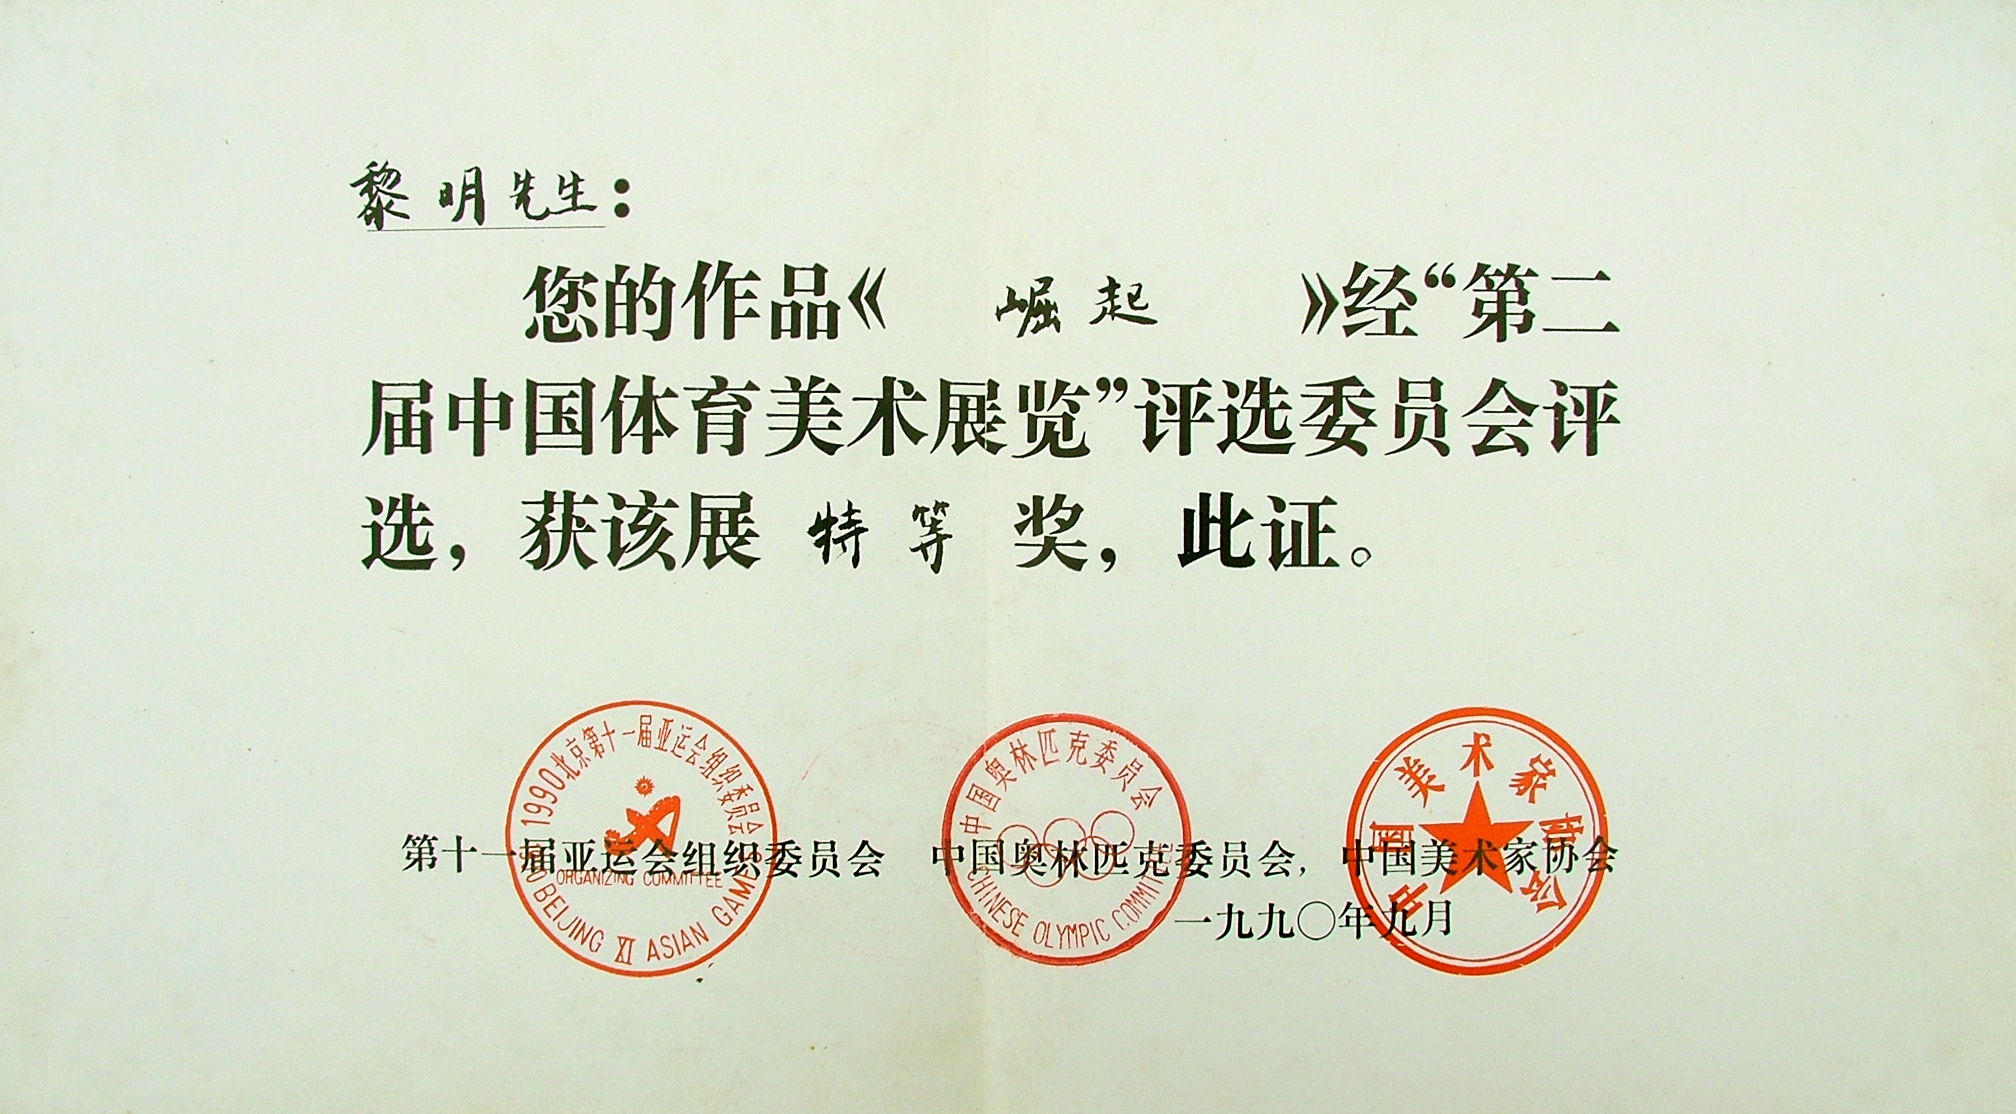 黎明先生：
您的作品《 崛起 》经“第二
届中国体育美术展览”评选委员会评
选，获该展 特等 奖，此证。
1990北京第十一届亚运会组织委员会
ORGANIZING COMMITTEE
1990 BEIJING XI ASIAN GAMES
中国奥林匹克委员会
CHINESE OLYMPIC COMMITTEE
中国美术家协会
第十一届亚运会组织委员会 中国奥林匹克委员会，中国美术家协会
一九九〇年九月